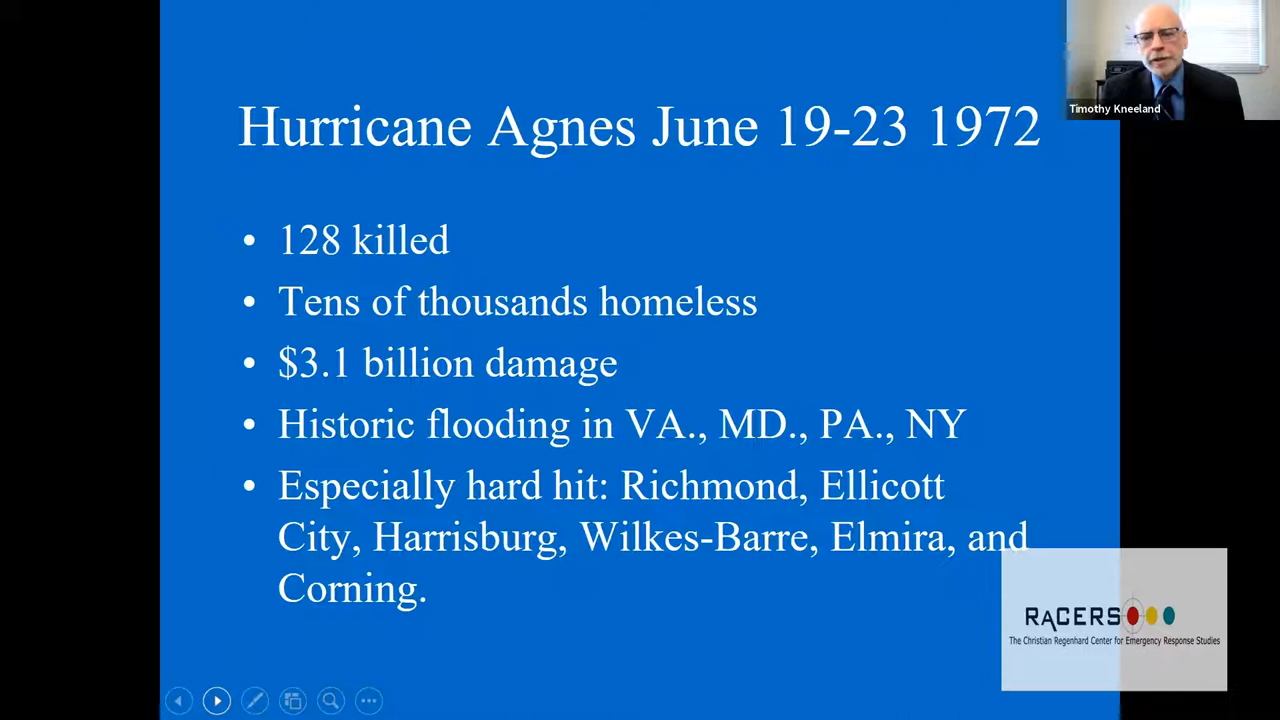 Hurricane Agnes June 19-23 1972
Timothy Kneeland
• 128 killed
• Tens of thousands homeless
• $3.1 billion damage
• Historic flooding in VA., MD., PA., NY
• Especially hard hit: Richmond, Ellicott
City, Harrisburg, Wilkes-Barre, Elmira, and
Corning.
RaCERS
The Christian Regenhard Center for Emergency Response Studies